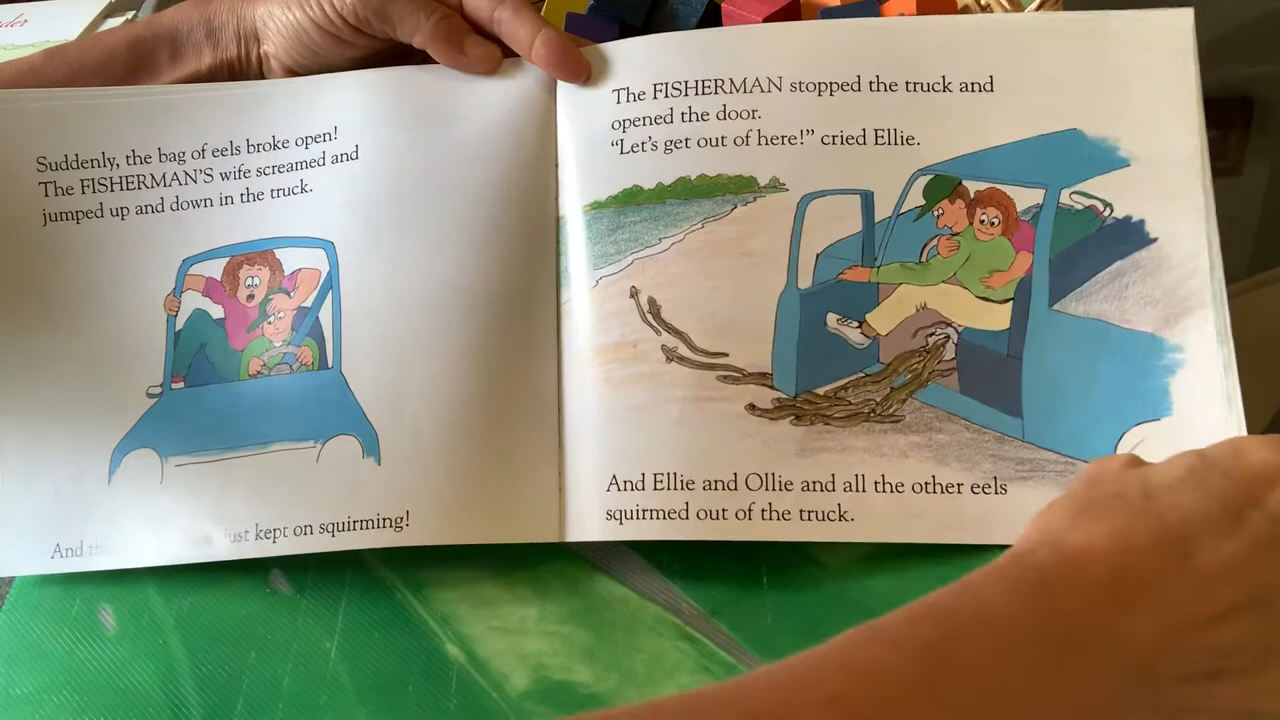 der
Suddenly, the bag of eels broke open!
The FISHERMAN'S wife screamed and
jumped up and down in the truck.
And just kept on squirming!
The FISHERMAN stopped the truck and
opened the door.
“Let's get out of here!” cried Ellie.
And Ellie and Ollie and all the other eels
squirmed out of the truck.